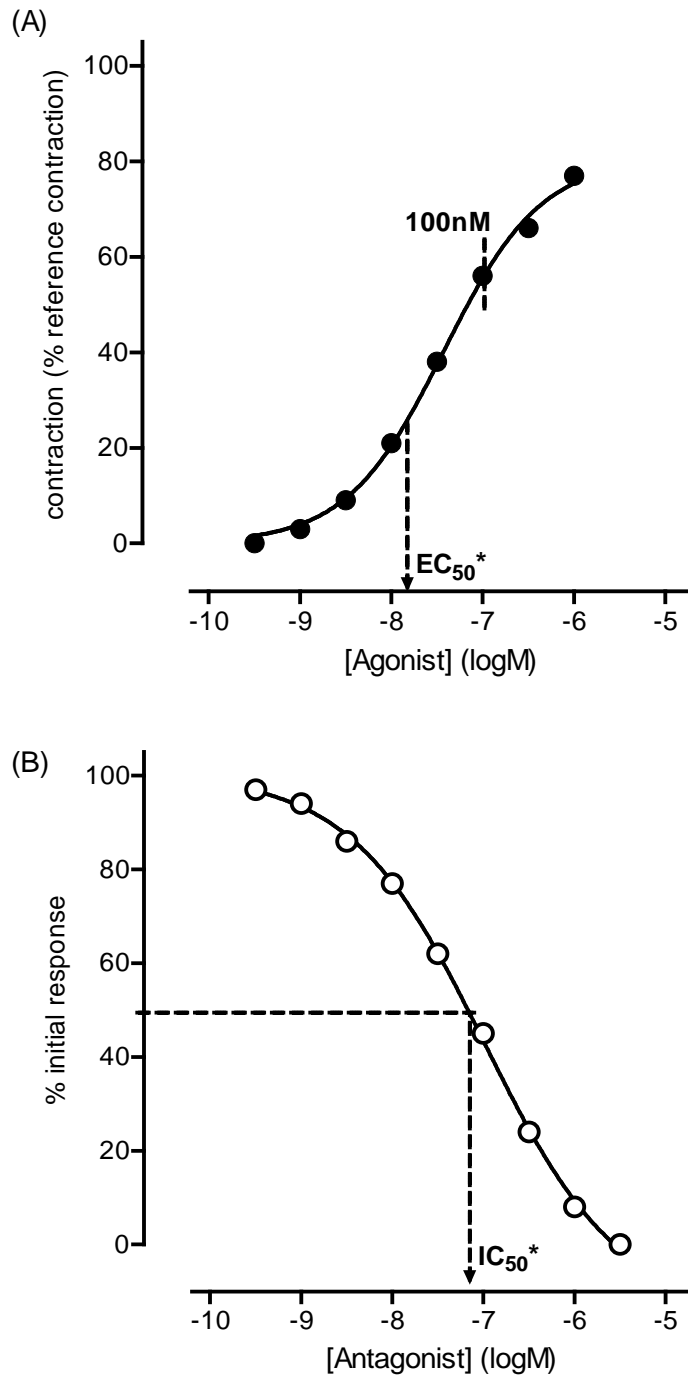 (A)
contraction (% reference contraction)
100
80
60
40
20
0
100nM
EC50*
-10 -9 -8 -7 -6 -5
[Agonist] (logM)
(B)
% initial response
100
80
60
40
20
0
IC50*
-10 -9 -8 -7 -6 -5
[Antagonist] (logM)